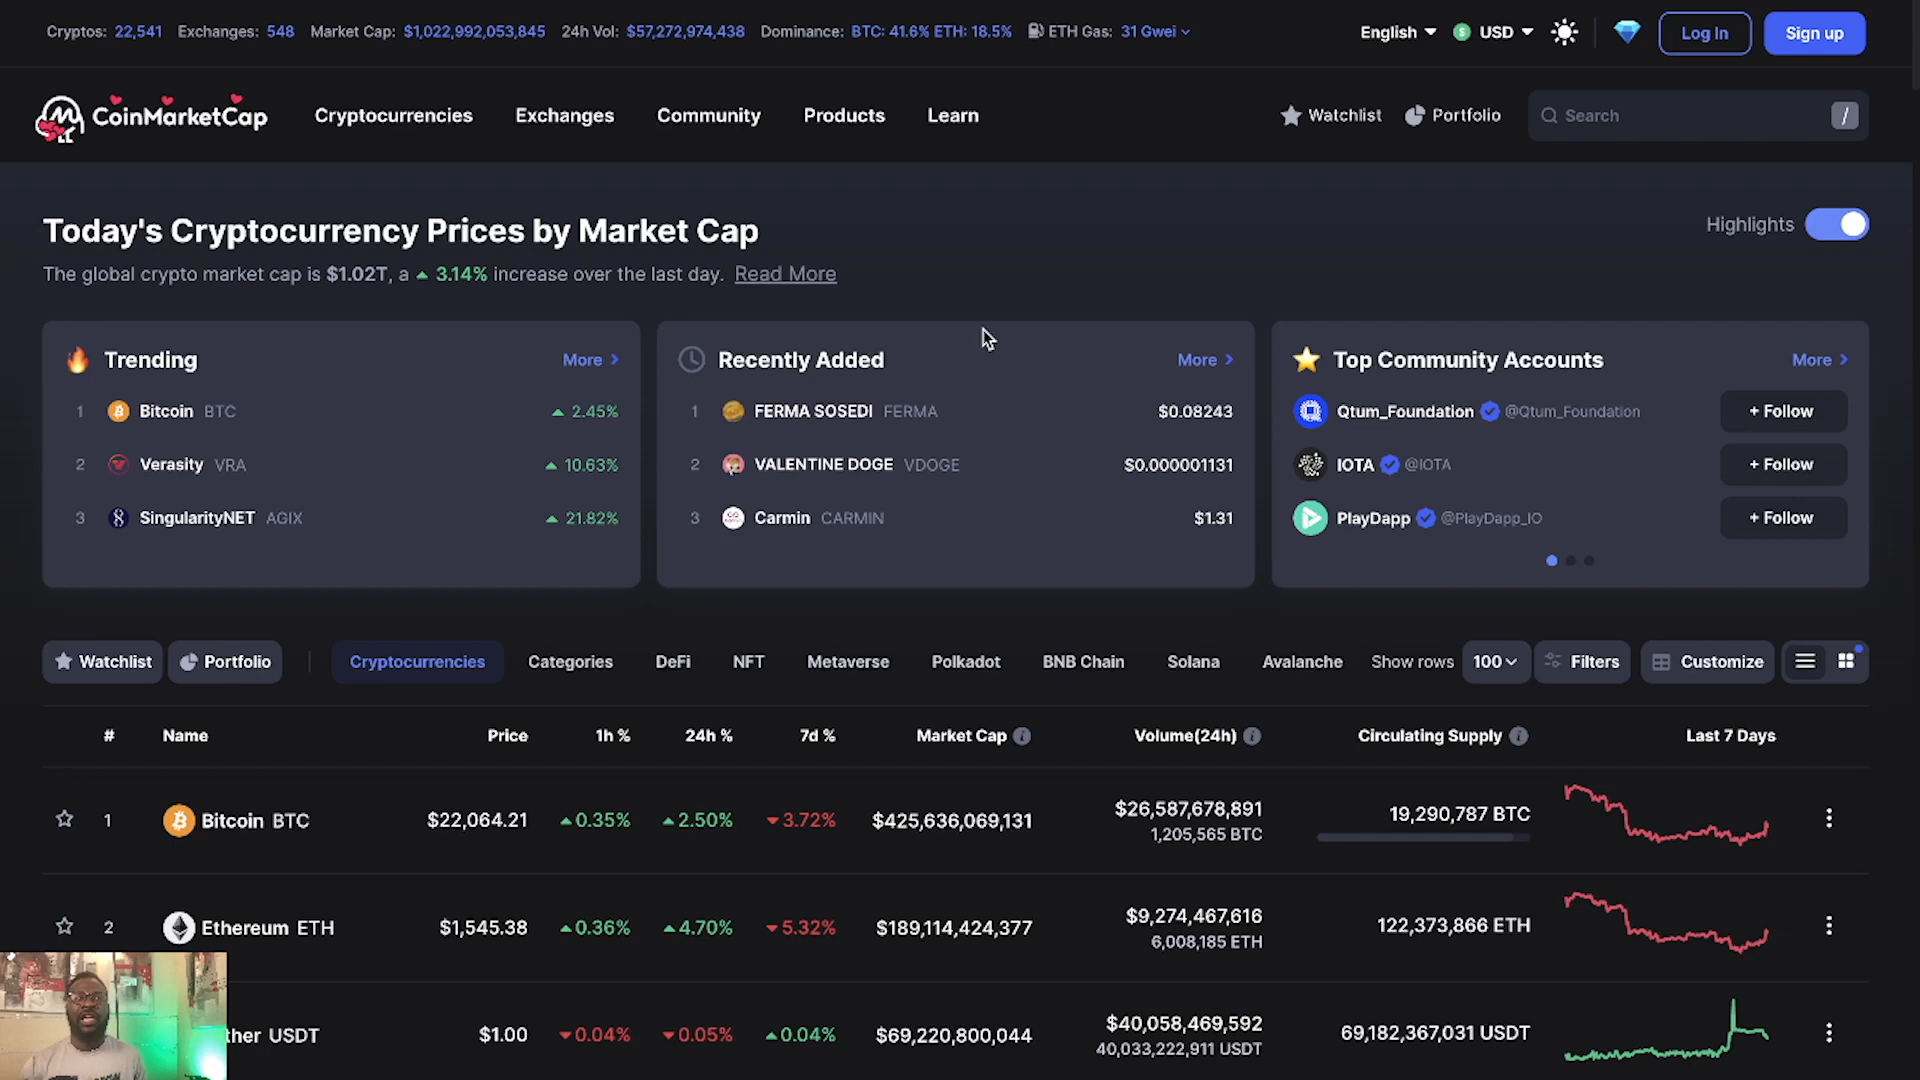 Cryptos: 22,541 Exchanges: 548 Market Cap: $1,022,992,053,845 24h Vol: $57,272,974,438 Dominance: BTC: 41.6% ETH: 18.5% ETH Gas: 31 Gwei English USD Log In Sign up
CoinMarketCap Cryptocurrencies Exchanges Community Products Learn Watchlist Portfolio Search /
Today's Cryptocurrency Prices by Market Cap Highlights
The global crypto market cap is $1.02T, a 3.14% increase over the last day. Read More
Trending More
1 Bitcoin BTC 2.45%
2 Verasity VRA 10.63%
3 SingularityNET AGIX 21.82%
Recently Added More
1 FERMA SOSEDI FERMA $0.08243
2 VALENTINE DOGE VDOGE $0.000001131
3 Carmin CARMIN $1.31
Top Community Accounts More
Qtum_Foundation @Qtum_Foundation + Follow
IOTA @IOTA + Follow
PlayDapp @PlayDapp_IO + Follow
Watchlist Portfolio Cryptocurrencies Categories DeFi NFT Metaverse Polkadot BNB Chain Solana Avalanche Show rows 100 Filters Customize
# Name Price 1h % 24h % 7d % Market Cap Volume(24h) Circulating Supply Last 7 Days
1 Bitcoin BTC $22,064.21 0.35% 2.50% 3.72% $425,636,069,131 $26,587,678,891 19,290,787 BTC
1,205,565 BTC
2 Ethereum ETH $1,545.38 0.36% 4.70% 5.32% $189,114,424,377 $9,274,467,616 122,373,866 ETH
6,008,185 ETH
ther USDT $1.00 0.04% 0.05% 0.04% $69,220,800,044 $40,058,469,592 69,182,367,031 USDT
40,033,222,911 USDT